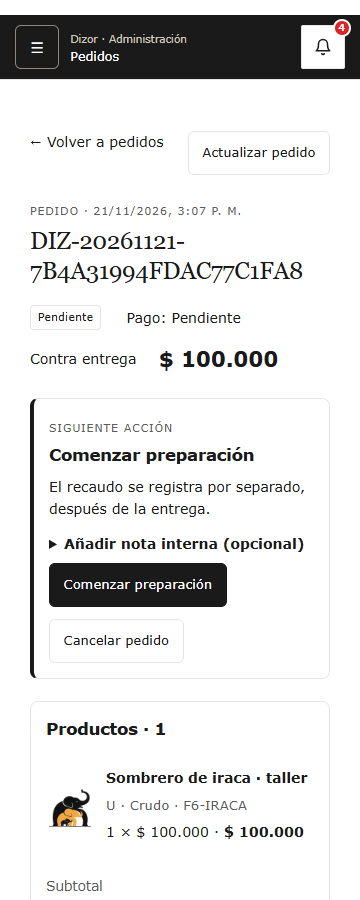 ☰
Dizor · Administración
Pedidos
4
← Volver a pedidos
Actualizar pedido
PEDIDO · 21/11/2026, 3:07 P. M.
DIZ-20261121-
7B4A31994FDAC77C1FA8
Pendiente
Pago: Pendiente
Contra entrega
$ 100.000
SIGUIENTE ACCIÓN
Comenzar preparación
El recaudo se registra por separado,
después de la entrega.
▶ Añadir nota interna (opcional)
Comenzar preparación
Cancelar pedido
Productos · 1
Sombrero de iraca · taller
U · Crudo · F6-IRACA
1 × $ 100.000 · $ 100.000
Subtotal